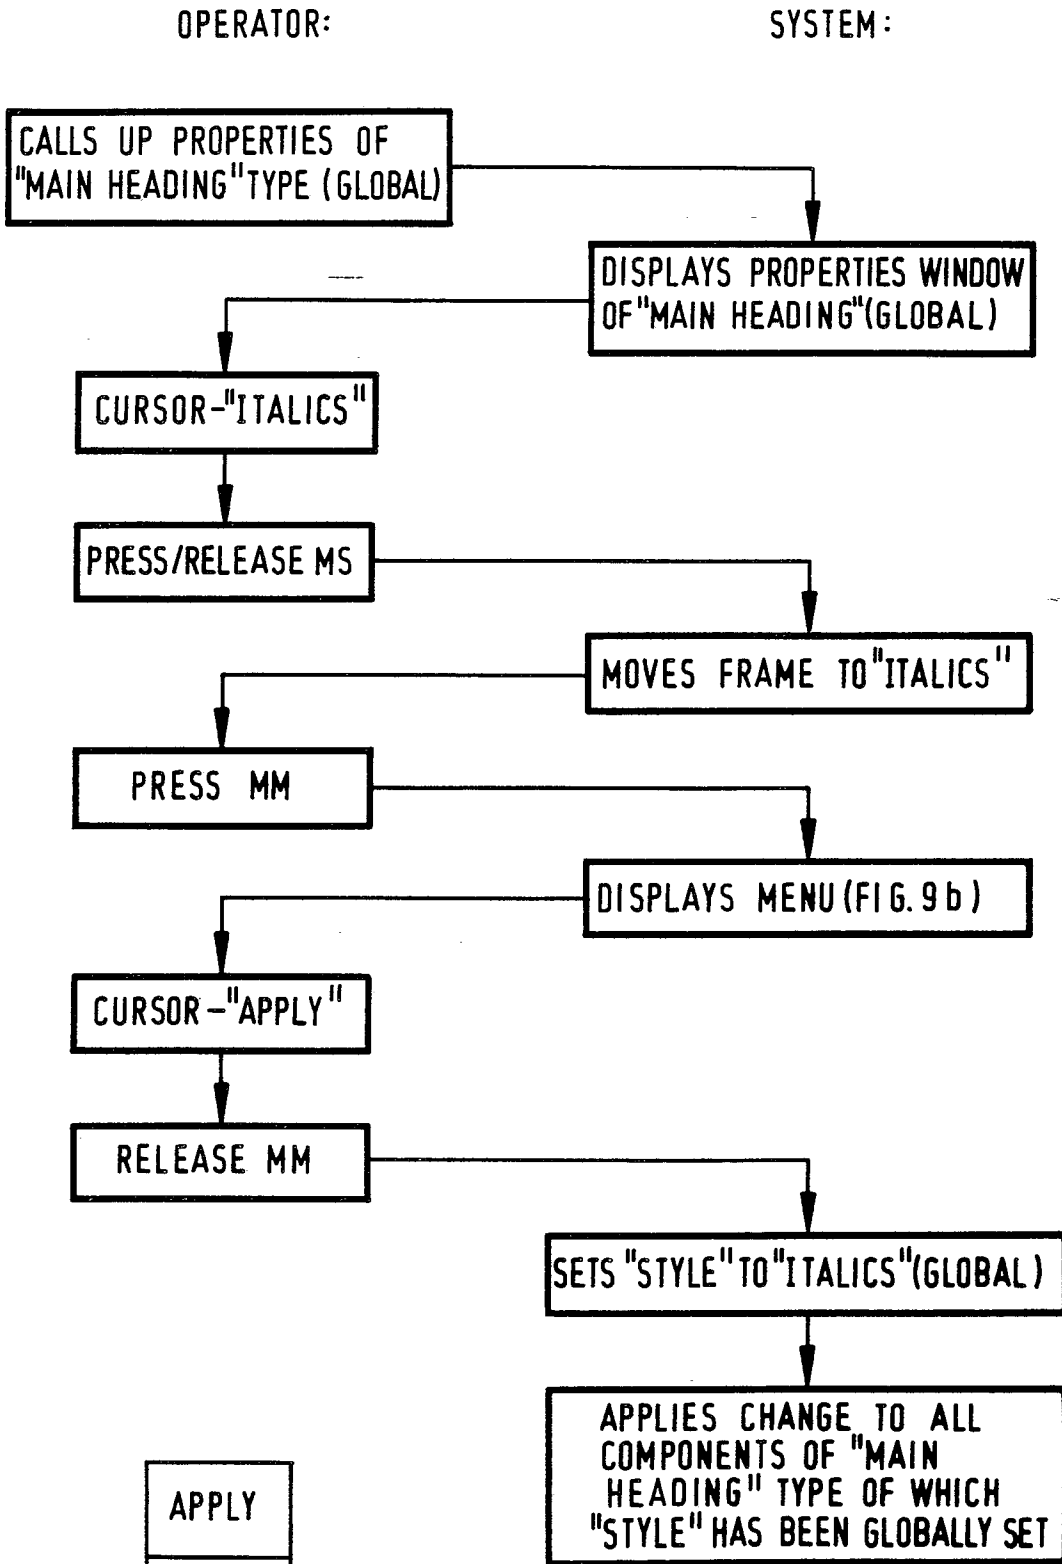 OPERATOR:
SYSTEM:
CALLS UP PROPERTIES OF
"MAIN HEADING" TYPE (GLOBAL)
DISPLAYS PROPERTIES WINDOW
OF "MAIN HEADING" (GLOBAL)
CURSOR-"ITALICS"
PRESS/RELEASE MS
MOVES FRAME TO "ITALICS"
PRESS MM
DISPLAYS MENU (FIG. 9b)
CURSOR-"APPLY"
RELEASE MM
SETS "STYLE" TO "ITALICS" (GLOBAL)
APPLIES CHANGE TO ALL
COMPONENTS OF "MAIN
HEADING" TYPE OF WHICH
"STYLE" HAS BEEN GLOBALLY SET
APPLY